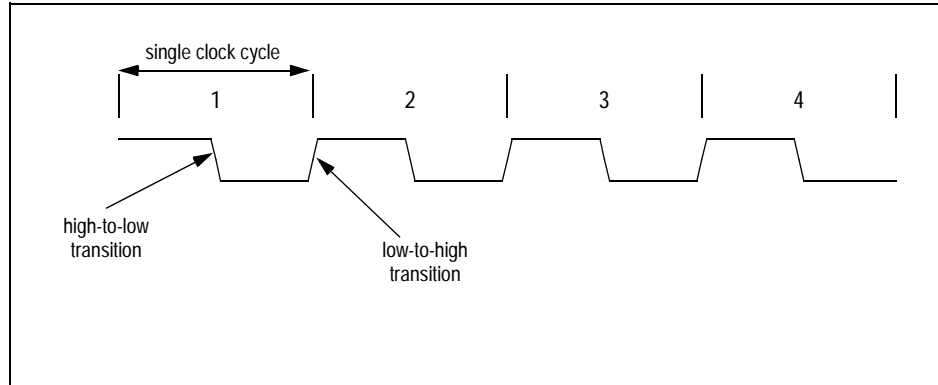 single clock cycle
1 2 3 4
high-to-low
transition
low-to-high
transition